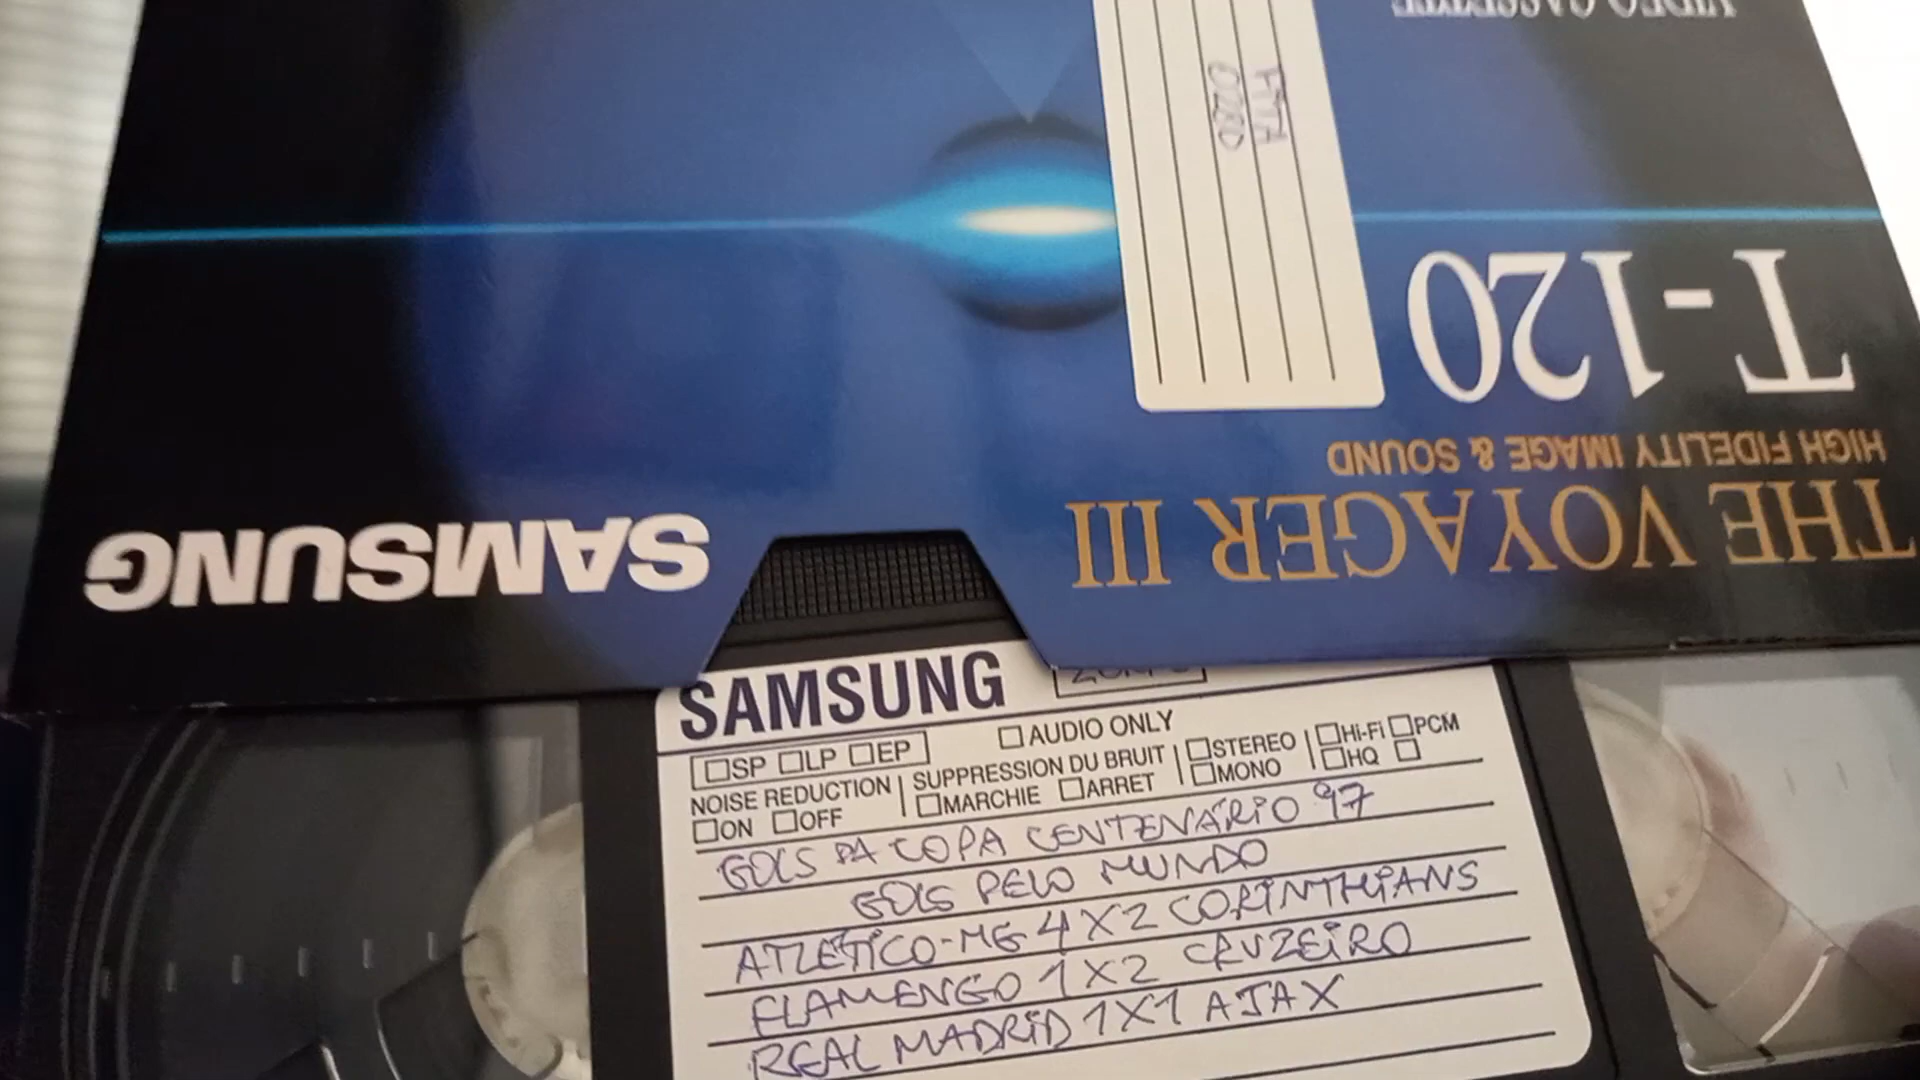 VIDEO CASSETTE
FITA
0280
T-120
HIGH FIDELITY IMAGE & SOUND
THE VOYAGER III
SAMSUNG
SAMSUNG
SP LP EP
AUDIO ONLY
NOISE REDUCTION
ON OFF
SUPPRESSION DU BRUIT
MARCHIE ARRET
STEREO
MONO
Hi-Fi PCM
HQ
GOLS DA COPA CENTENÁRIO 97
GOLS PELO MUNDO
ATLÉTICO-MG 4X2 CORINTHIANS
FLAMENGO 1X2 CRUZEIRO
REAL MADRID 1X1 AJAX